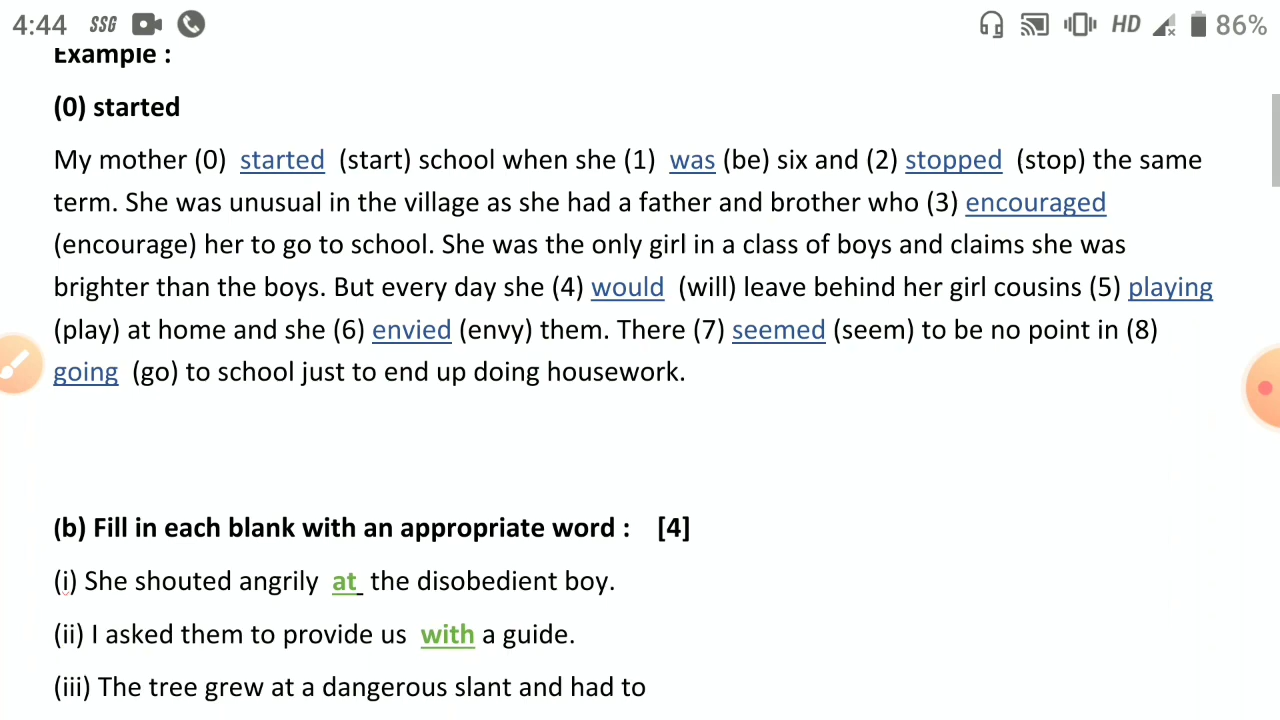 4:44 SSG HD 86%
Example :
(0) started
My mother (0) started (start) school when she (1) was (be) six and (2) stopped (stop) the same
term. She was unusual in the village as she had a father and brother who (3) encouraged
(encourage) her to go to school. She was the only girl in a class of boys and claims she was
brighter than the boys. But every day she (4) would (will) leave behind her girl cousins (5) playing
(play) at home and she (6) envied (envy) them. There (7) seemed (seem) to be no point in (8)
going (go) to school just to end up doing housework.
(b) Fill in each blank with an appropriate word : [4]
(i) She shouted angrily at the disobedient boy.
(ii) I asked them to provide us with a guide.
(iii) The tree grew at a dangerous slant and had to